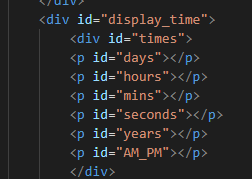 </div>
<div id="display_time">
<div id="times">
<p id="days"></p>
<p id="hours"></p>
<p id="mins"></p>
<p id="seconds"></p>
<p id="years"></p>
<p id="AM_PM"></p>
</div>